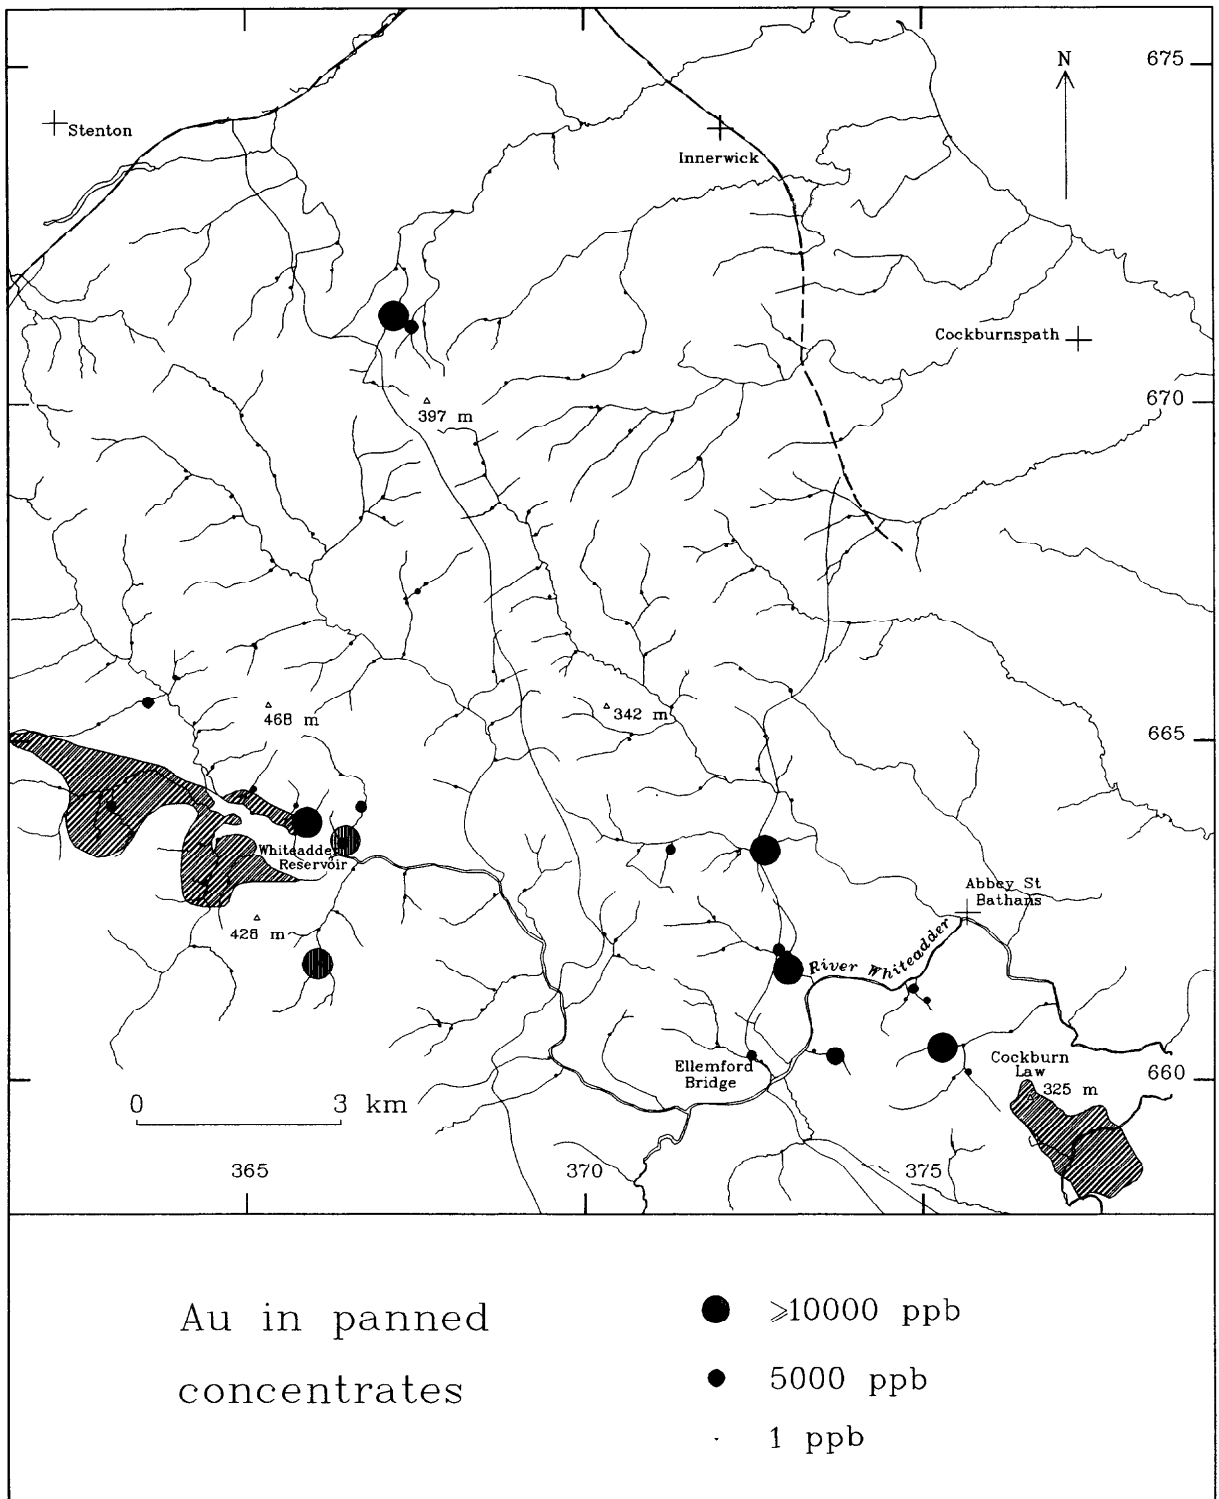 675
N
Stenton
Innerwick
Cockburnspath
670
397 m
468 m
342 m
665
Whiteadder
Reservoir
Abbey St
Bathans
428 m
River Whiteadder
Ellemford
Bridge
Cockburn
Law
325 m
660
0 3 km
365 370 375
Au in panned
concentrates
⩾10000 ppb
5000 ppb
1 ppb